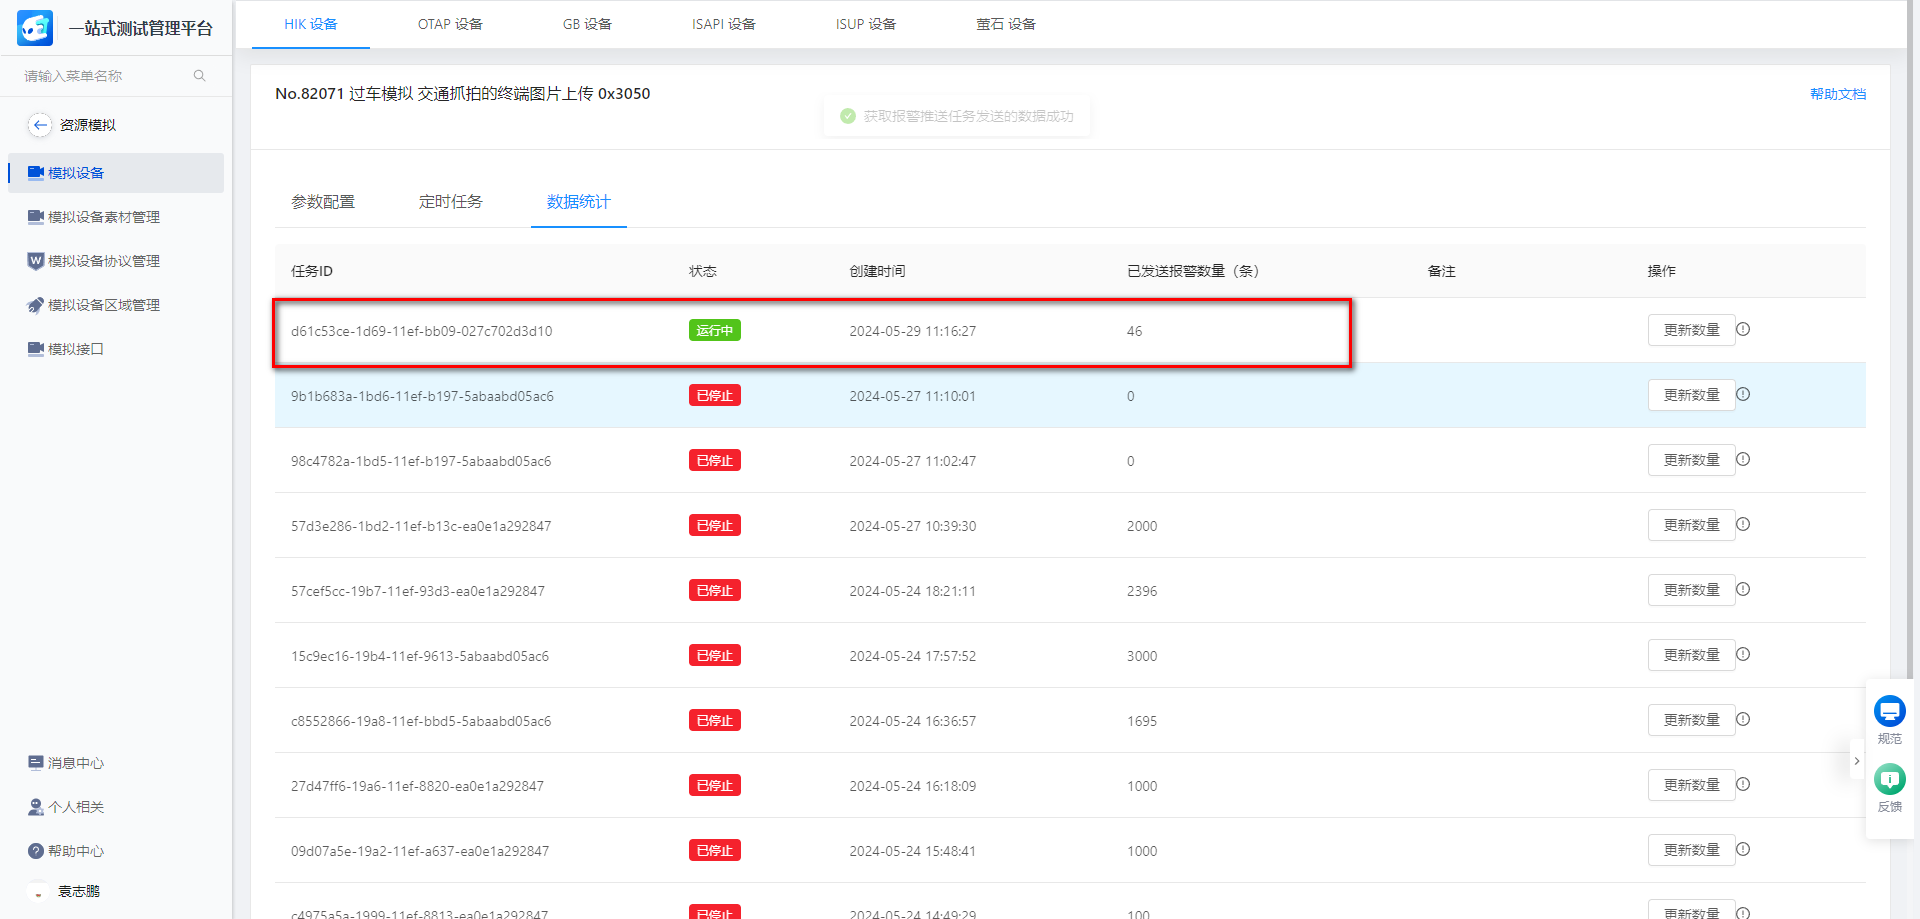 一站式测试管理平台
HIK 设备
OTAP 设备
GB 设备
ISAPI 设备
ISUP 设备
萤石 设备
请输入菜单名称
资源模拟
模拟设备
模拟设备素材管理
模拟设备协议管理
模拟设备区域管理
模拟接口
消息中心
个人相关
帮助中心
袁志鹏
No.82071 过车模拟 交通抓拍的终端图片上传 0x3050
帮助文档
获取报警推送任务发送的数据成功
参数配置
定时任务
数据统计
任务ID 状态 创建时间 已发送报警数量（条） 备注 操作
d61c53ce-1d69-11ef-bb09-027c702d3d10 运行中 2024-05-29 11:16:27 46 更新数量
9b1b683a-1bd6-11ef-b197-5abaabd05ac6 已停止 2024-05-27 11:10:01 0 更新数量
98c4782a-1bd5-11ef-b197-5abaabd05ac6 已停止 2024-05-27 11:02:47 0 更新数量
57d3e286-1bd2-11ef-b13c-ea0e1a292847 已停止 2024-05-27 10:39:30 2000 更新数量
57cef5cc-19b7-11ef-93d3-ea0e1a292847 已停止 2024-05-24 18:21:11 2396 更新数量
15c9ec16-19b4-11ef-9613-5abaabd05ac6 已停止 2024-05-24 17:57:52 3000 更新数量
c8552866-19a8-11ef-bbd5-5abaabd05ac6 已停止 2024-05-24 16:36:57 1695 更新数量
27d47ff6-19a6-11ef-8820-ea0e1a292847 已停止 2024-05-24 16:18:09 1000 更新数量
09d07a5e-19a2-11ef-a637-ea0e1a292847 已停止 2024-05-24 15:48:41 1000 更新数量
c4975a5a-1999-11ef-8813-ea0e1a292847 已停止 2024-05-24 14:49:29 100 更新数量
规范
反馈